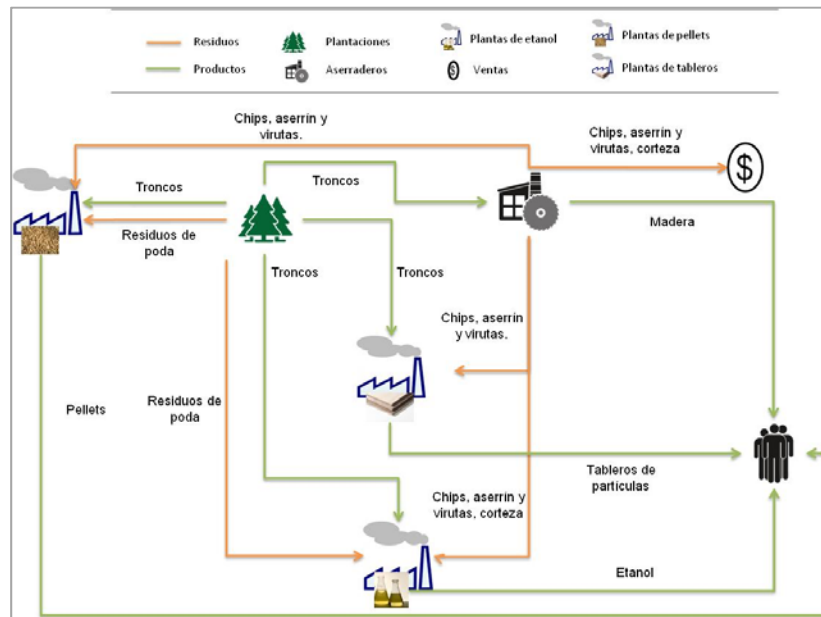 Residuos
Plantaciones
Plantas de etanol
Plantas de pellets
Productos
Aserraderos
$
Ventas
Plantas de tableros
Chips, aserrín y
virutas.
Chips, aserrín y
virutas, corteza
$
Troncos
Troncos
Residuos de
poda
Madera
Troncos
Troncos
Chips, aserrín
y virutas.
Pellets
Residuos de
poda
Tableros de
partículas
Chips, aserrín y
virutas, corteza
Etanol